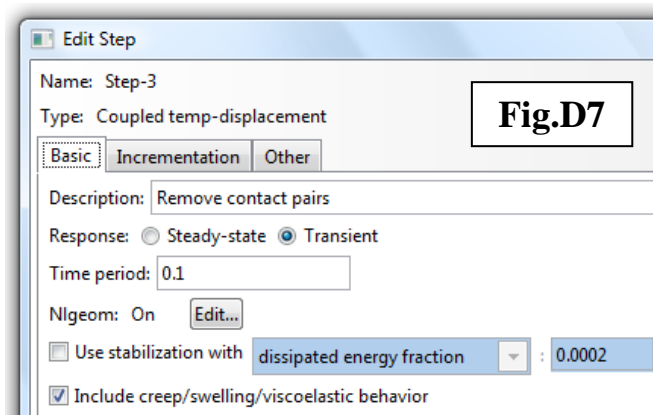 Edit Step
Name: Step-3
Type: Coupled temp-displacement
Fig.D7
Basic Incrementation Other
Description: Remove contact pairs
Response: Steady-state Transient
Time period: 0.1
Nlgeom: On Edit...
Use stabilization with dissipated energy fraction : 0.0002
Include creep/swelling/viscoelastic behavior